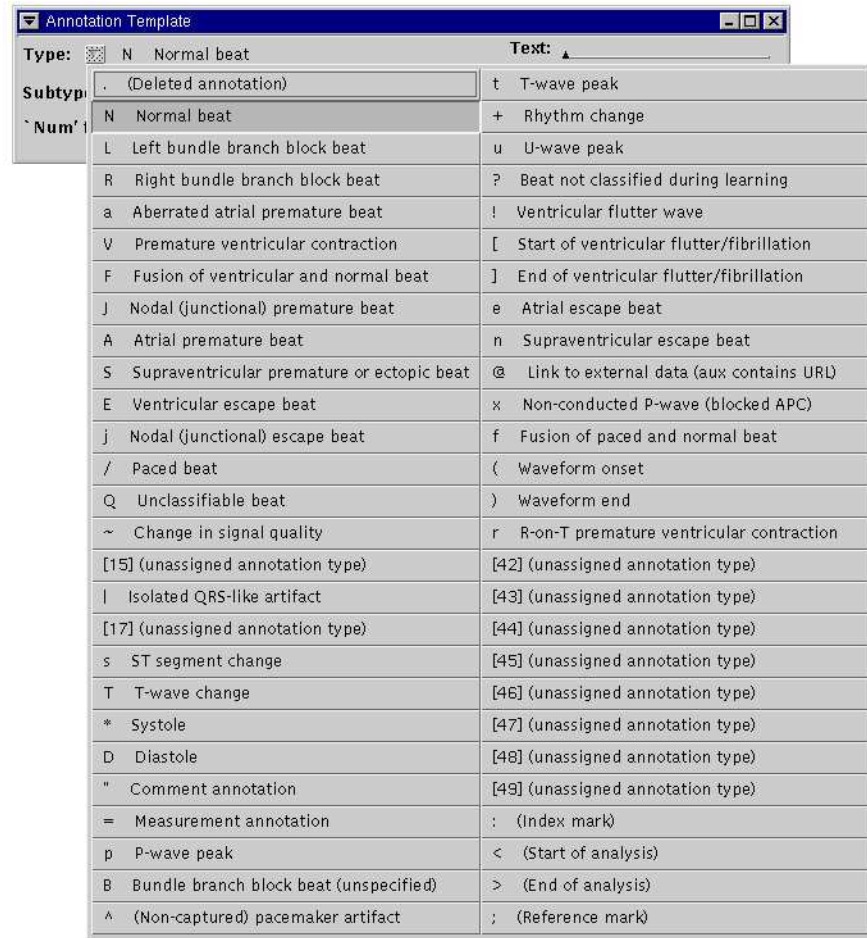 Annotation Template
Type: N Normal beat Text:
Subtyp
`Num'
. (Deleted annotation)
N Normal beat
L Left bundle branch block beat
R Right bundle branch block beat
a Aberrated atrial premature beat
V Premature ventricular contraction
F Fusion of ventricular and normal beat
J Nodal (junctional) premature beat
A Atrial premature beat
S Supraventricular premature or ectopic beat
E Ventricular escape beat
j Nodal (junctional) escape beat
/ Paced beat
Q Unclassifiable beat
~ Change in signal quality
[15] (unassigned annotation type)
| Isolated QRS-like artifact
[17] (unassigned annotation type)
s ST segment change
T T-wave change
* Systole
D Diastole
" Comment annotation
= Measurement annotation
p P-wave peak
B Bundle branch block beat (unspecified)
^ (Non-captured) pacemaker artifact
t T-wave peak
+ Rhythm change
u U-wave peak
? Beat not classified during learning
! Ventricular flutter wave
[ Start of ventricular flutter/fibrillation
] End of ventricular flutter/fibrillation
e Atrial escape beat
n Supraventricular escape beat
@ Link to external data (aux contains URL)
x Non-conducted P-wave (blocked APC)
f Fusion of paced and normal beat
( Waveform onset
) Waveform end
r R-on-T premature ventricular contraction
[42] (unassigned annotation type)
[43] (unassigned annotation type)
[44] (unassigned annotation type)
[45] (unassigned annotation type)
[46] (unassigned annotation type)
[47] (unassigned annotation type)
[48] (unassigned annotation type)
[49] (unassigned annotation type)
: (Index mark)
< (Start of analysis)
> (End of analysis)
; (Reference mark)